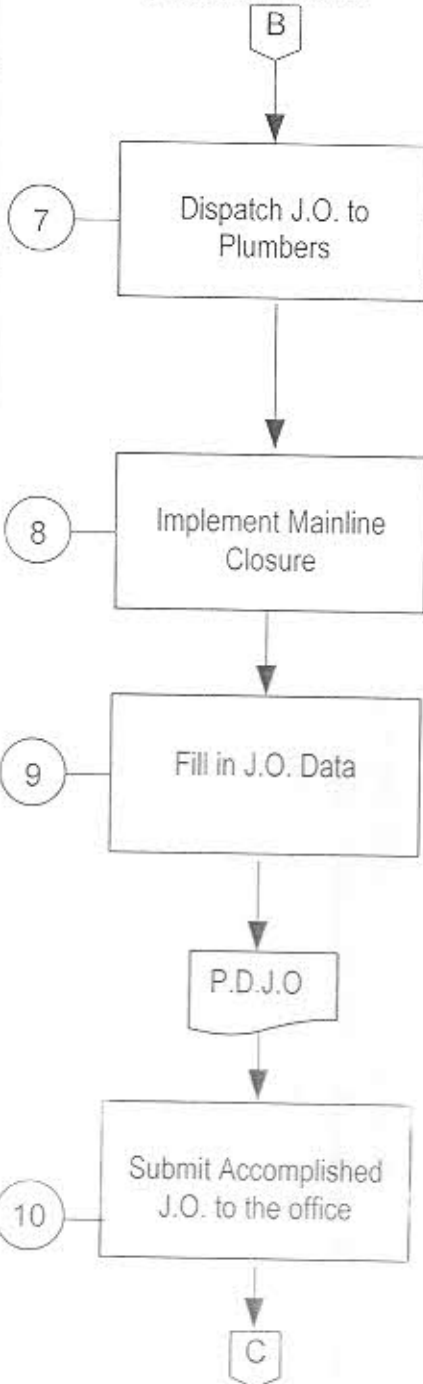 B
7
Dispatch J.O. to
Plumbers
8
Implement Mainline
Closure
9
Fill in J.O. Data
P.D.J.O
Submit Accomplished
J.O. to the office
10
C